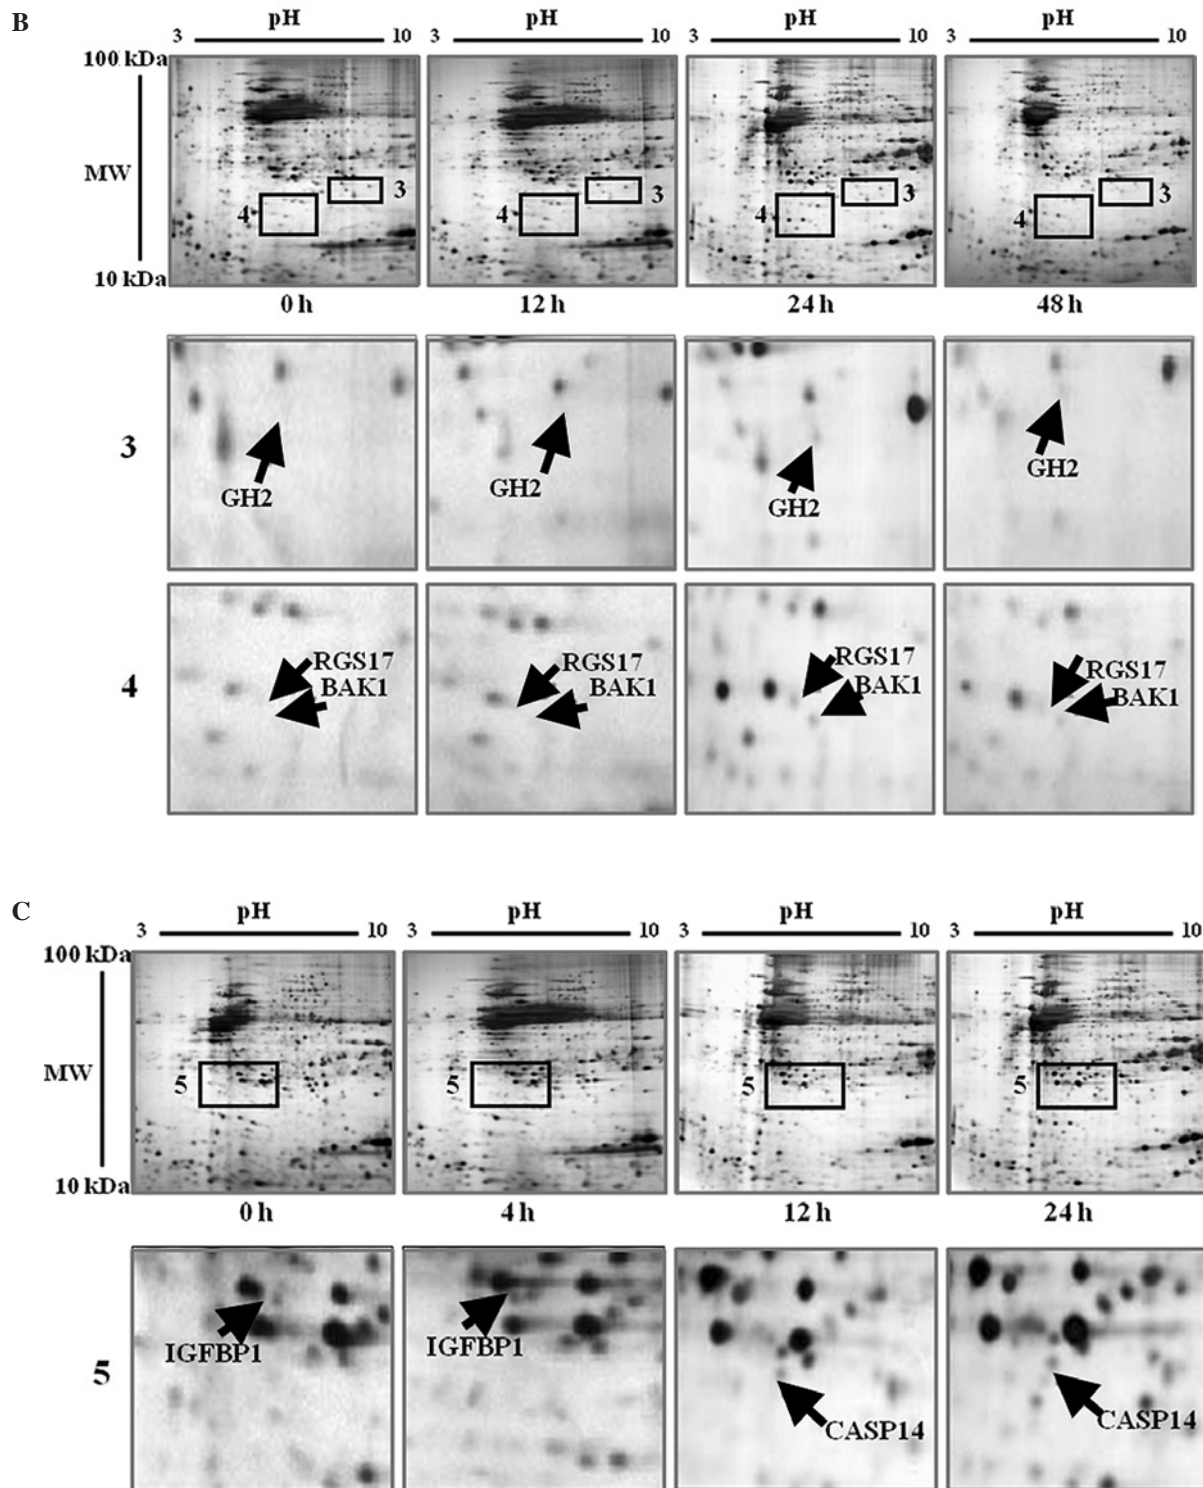 B
pH pH pH pH
3 10 3 10 3 10 3 10
100 kDa
MW
10 kDa
4 3 4 3 4 3 4 3
0 h 12 h 24 h 48 h
3
GH2 GH2 GH2 GH2
4
RGS17 RGS17 RGS17 RGS17
BAK1 BAK1 BAK1 BAK1
C
pH pH pH pH
3 10 3 10 3 10 3 10
100 kDa
MW
10 kDa
5 5 5 5
0 h 4 h 12 h 24 h
5
IGFBP1 IGFBP1 CASP14 CASP14